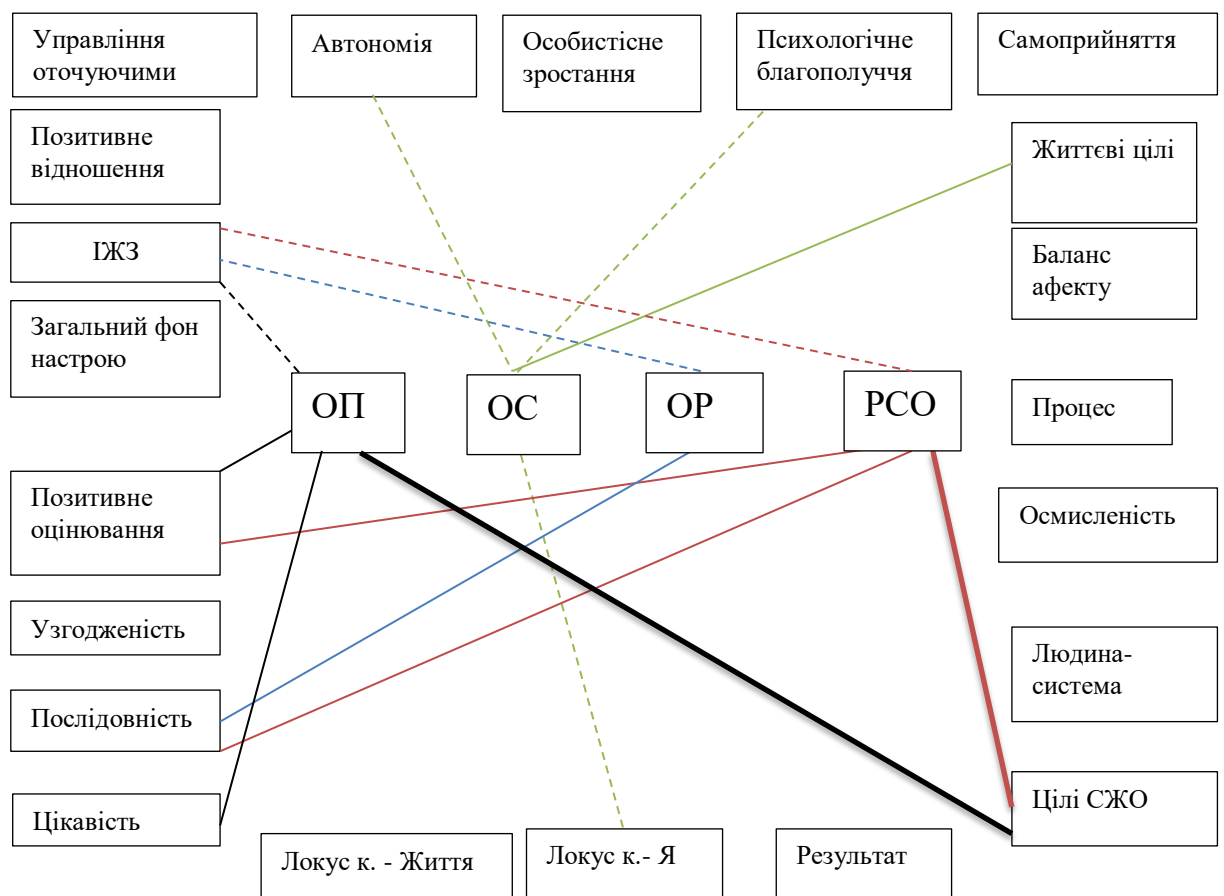 Управління
оточуючими
Автономія
Особистісне
зростання
Психологічне
благополуччя
Самоприйняття
Позитивне
відношення
Життєві цілі
ІЖЗ
Баланс
афекту
Загальний фон
настрою
ОП
ОС
ОР
РСО
Процес
Позитивне
оцінювання
Осмисленість
Узгодженість
Людина-
система
Послідовність
Цілі СЖО
Цікавість
Локус к. - Життя
Локус к.- Я
Результат